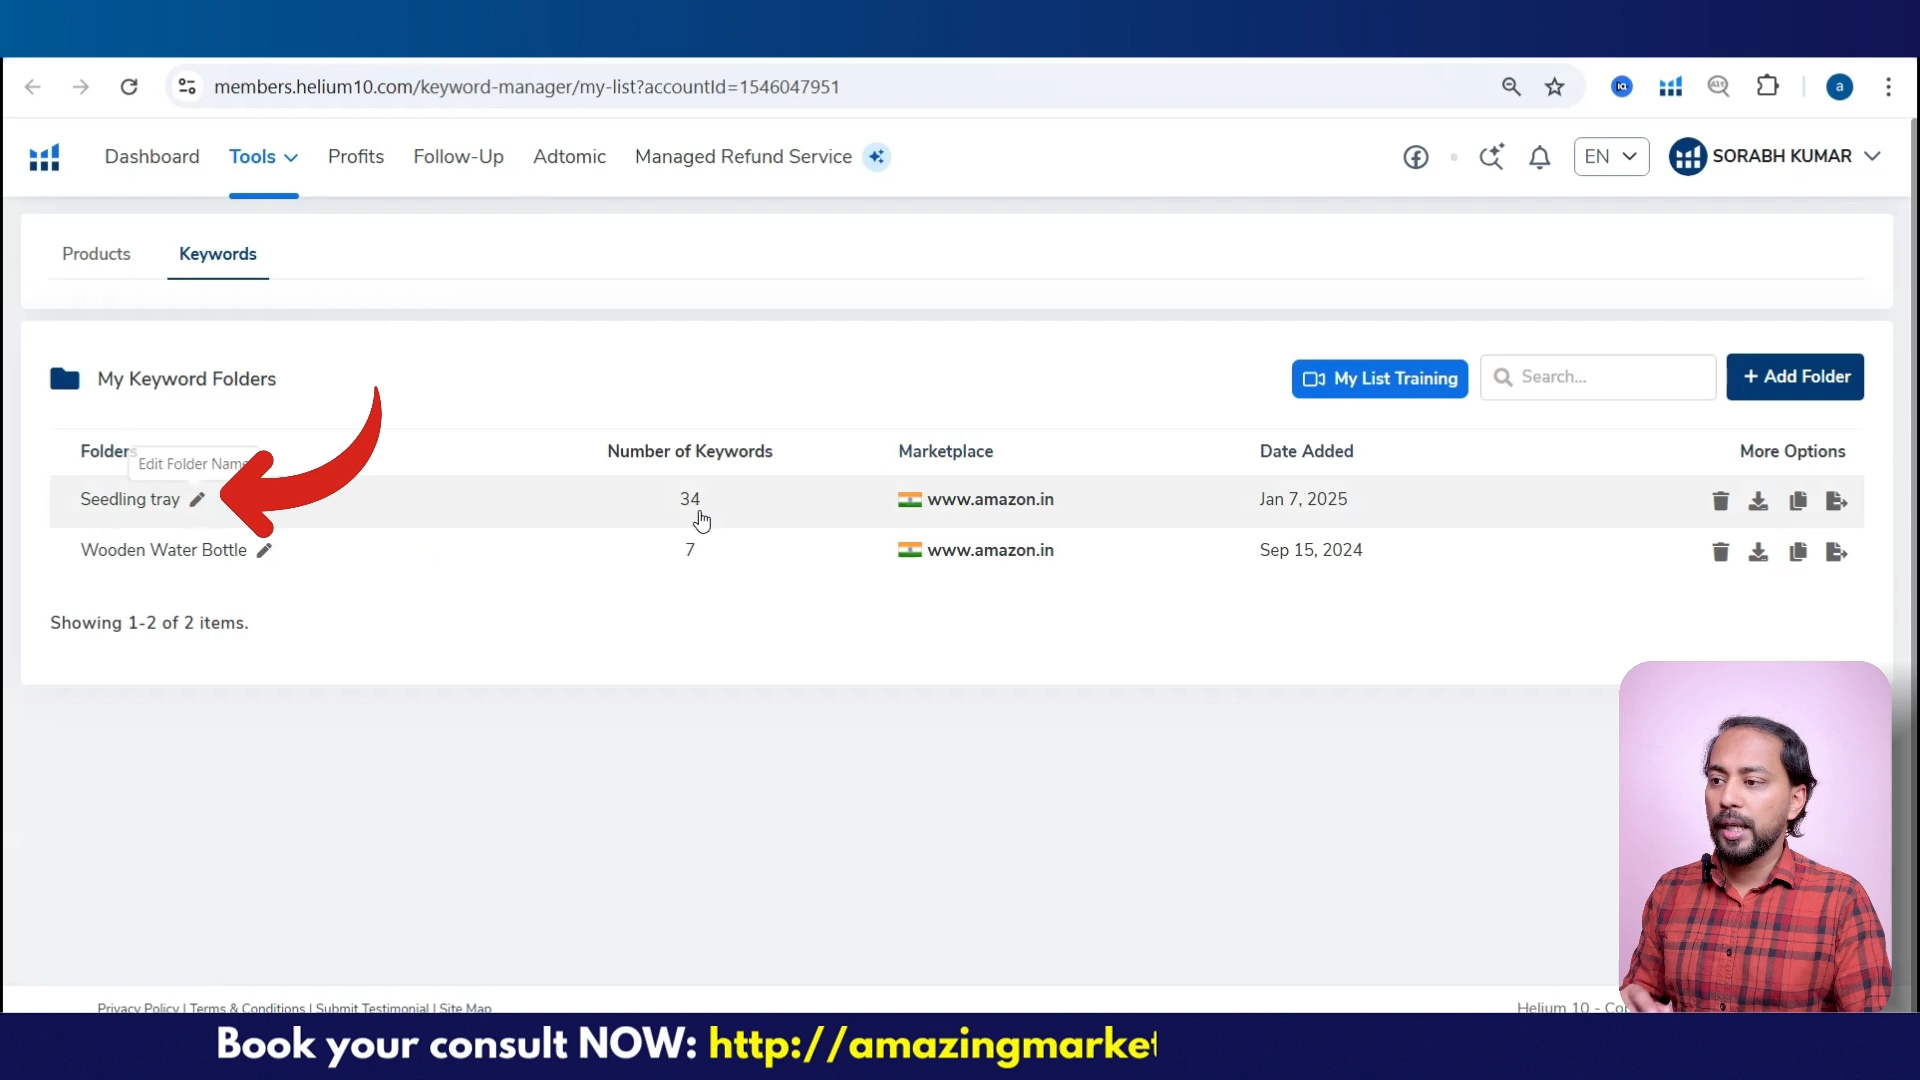 members.helium10.com/keyword-manager/my-list?accountId=1546047951
a
Dashboard Tools Profits Follow-Up Adtomic Managed Refund Service
EN SORABH KUMAR
Products Keywords
My Keyword Folders
My List Training Search... + Add Folder
Folders Number of Keywords Marketplace Date Added More Options
Edit Folder Name
Seedling tray 34 www.amazon.in Jan 7, 2025
Wooden Water Bottle 7 www.amazon.in Sep 15, 2024
Showing 1-2 of 2 items.
Privacy Policy | Terms & Conditions | Submit Testimonial | Site Map
Helium 10 - Co
Book your consult NOW: http://amazingmarket